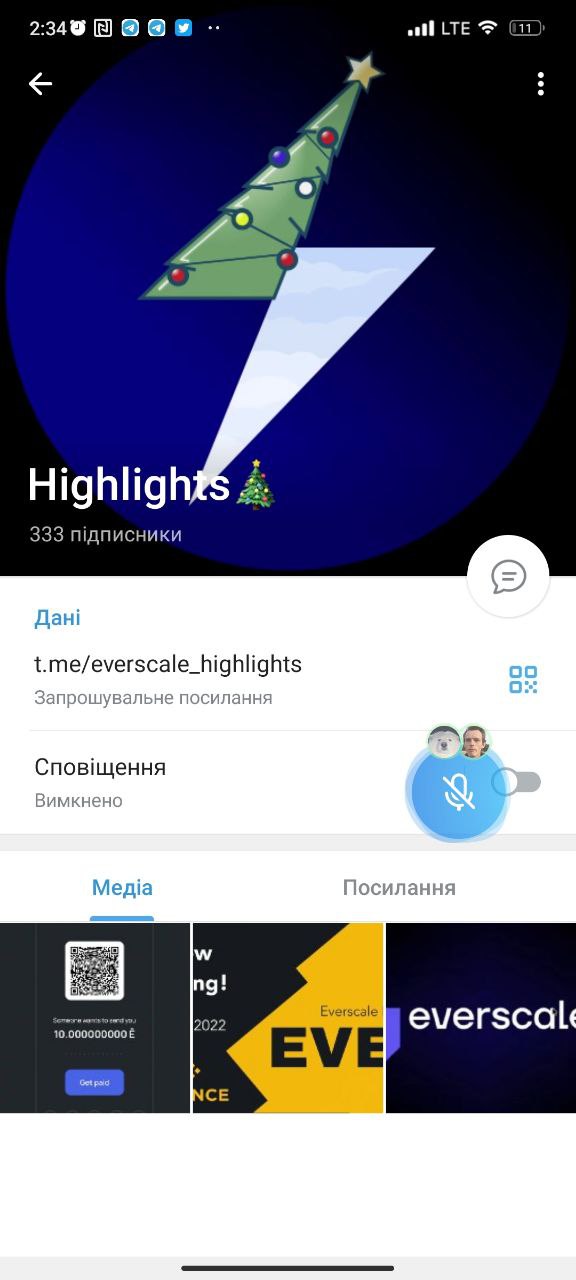 2:34
LTE
11
Highlights🎄
333 підписники
Дані
t.me/everscale_highlights
Запрошувальне посилання
Сповіщення
Вимкнено
Медіа
Посилання
Someone wants to send you
10.000000000 Ē
Get paid
w
ng!
2022
NCE
Everscale
EVE
everscale